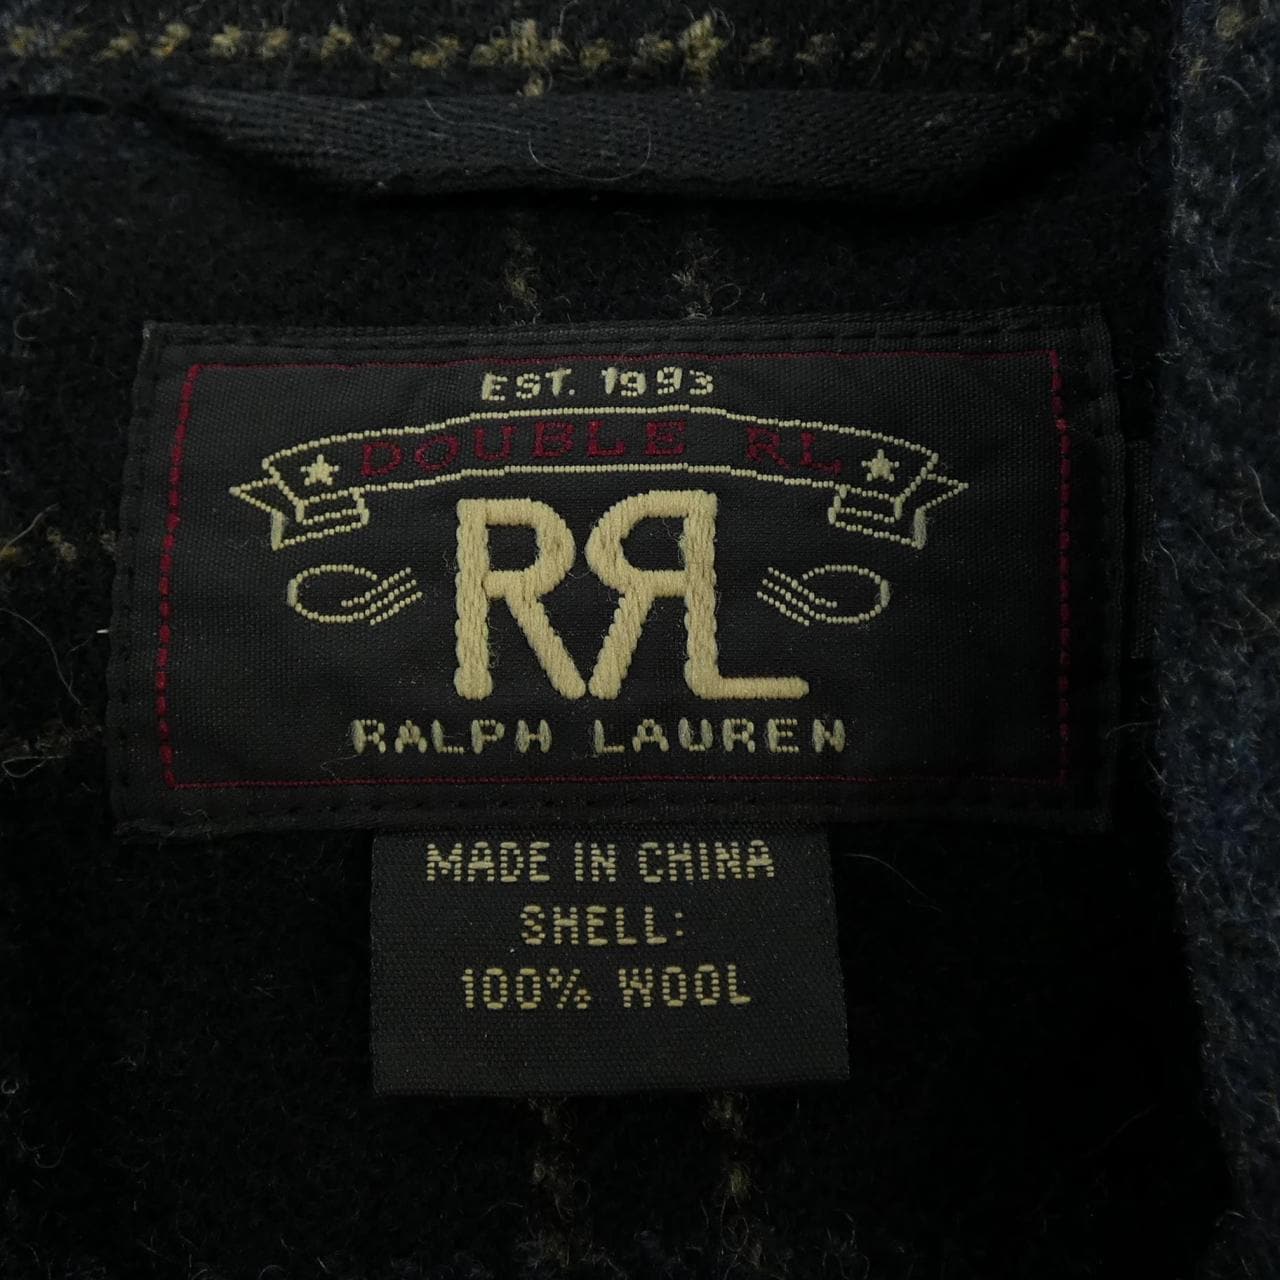 EST. 1993
DOUBLE RL
RRL
RALPH LAUREN
MADE IN CHINA
SHELL:
100% WOOL